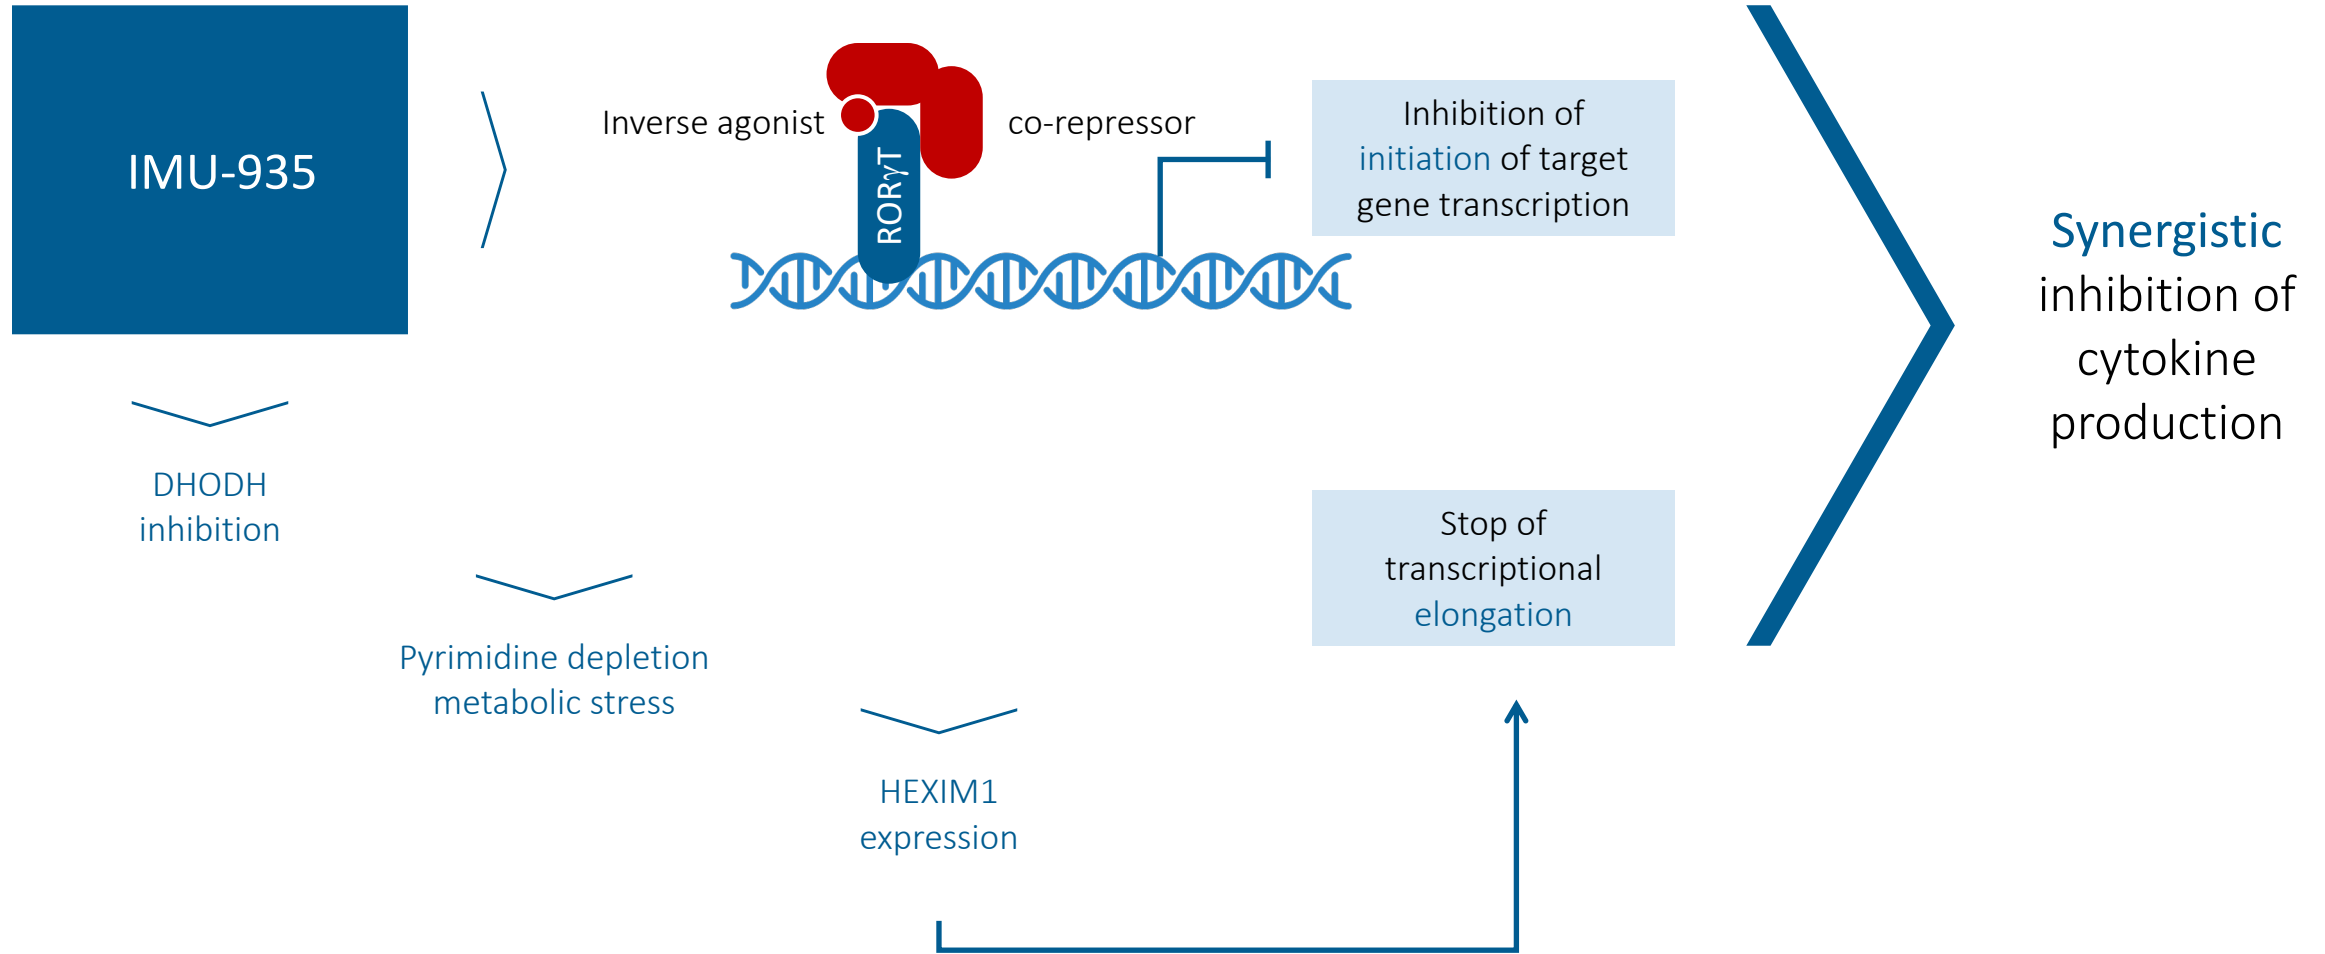 IMU-935
Inverse agonist
RORγT
co-repressor
Inhibition of
initiation of target
gene transcription
Synergistic
inhibition of
cytokine
production
DHODH
inhibition
Stop of
transcriptional
elongation
Pyrimidine depletion
metabolic stress
HEXIM1
expression